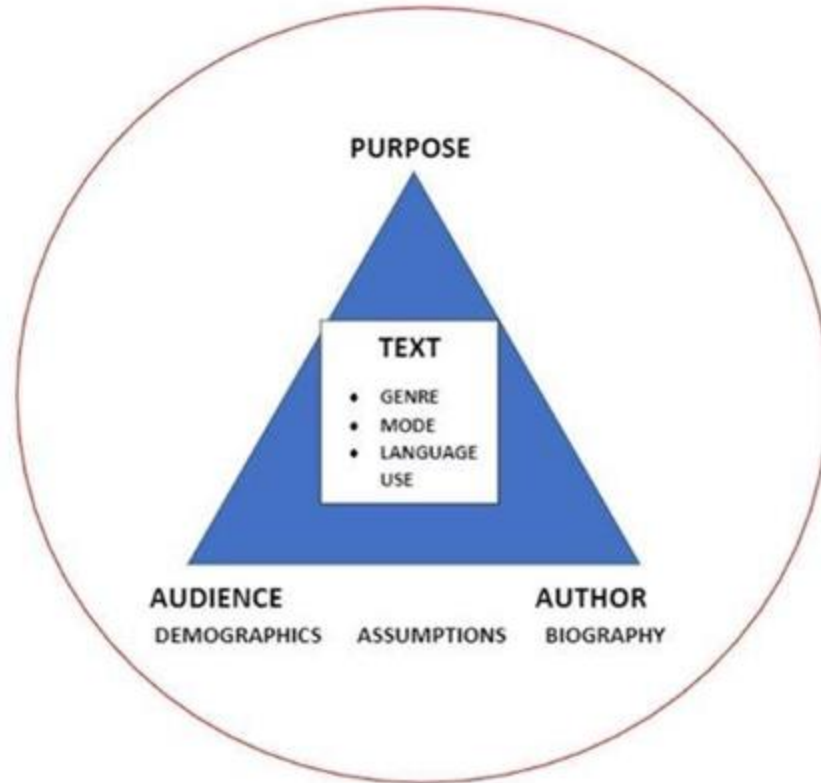 PURPOSE
TEXT
• GENRE
• MODE
• LANGUAGE
USE
AUDIENCE AUTHOR
DEMOGRAPHICS ASSUMPTIONS BIOGRAPHY